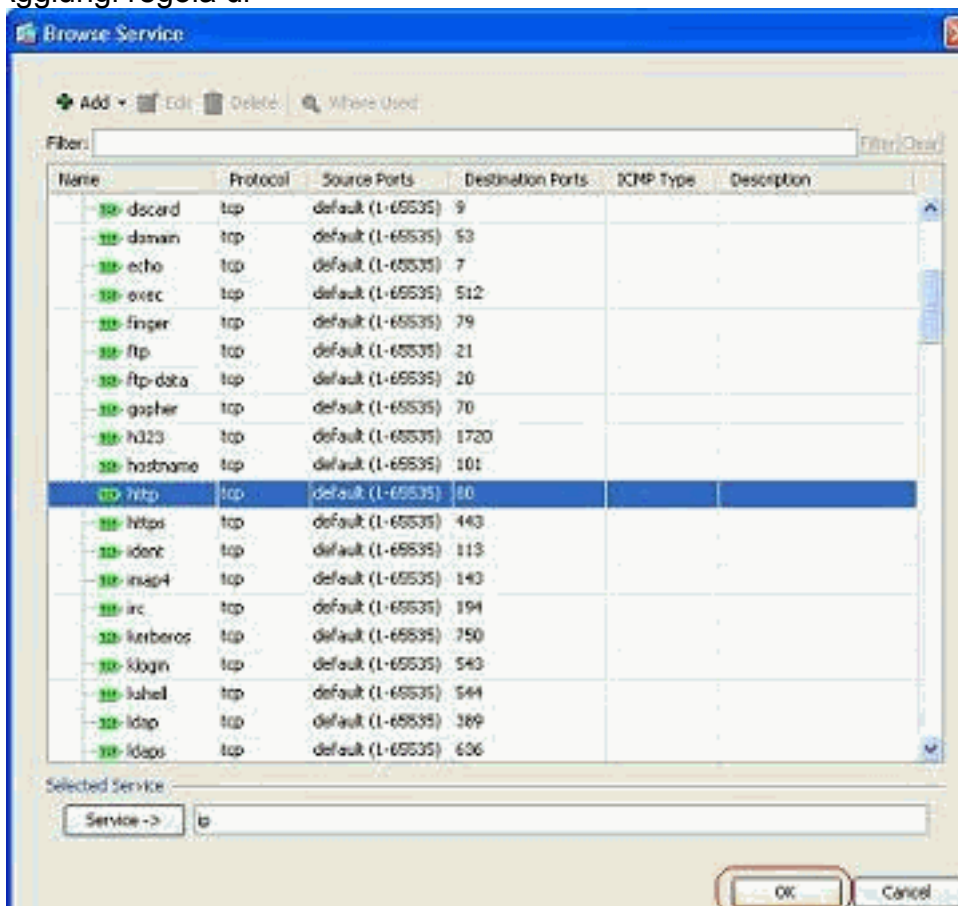 Aggiungi regola di
Browse Service
Add Edit Delete Where Used
Filter: Filter Clear
Name Protocol Source Ports Destination Ports ICMP Type Description
discard tcp default (1-65535) 9
domain tcp default (1-65535) 53
echo tcp default (1-65535) 7
exec tcp default (1-65535) 512
finger tcp default (1-65535) 79
ftp tcp default (1-65535) 21
ftp-data tcp default (1-65535) 20
gopher tcp default (1-65535) 70
h323 tcp default (1-65535) 1720
hostname tcp default (1-65535) 101
http tcp default (1-65535) 80
https tcp default (1-65535) 443
ident tcp default (1-65535) 113
imap4 tcp default (1-65535) 143
irc tcp default (1-65535) 194
kerberos tcp default (1-65535) 750
klogin tcp default (1-65535) 543
kshell tcp default (1-65535) 544
ldap tcp default (1-65535) 389
ldaps tcp default (1-65535) 636
Selected Service
Service -> ip
OK Cancel